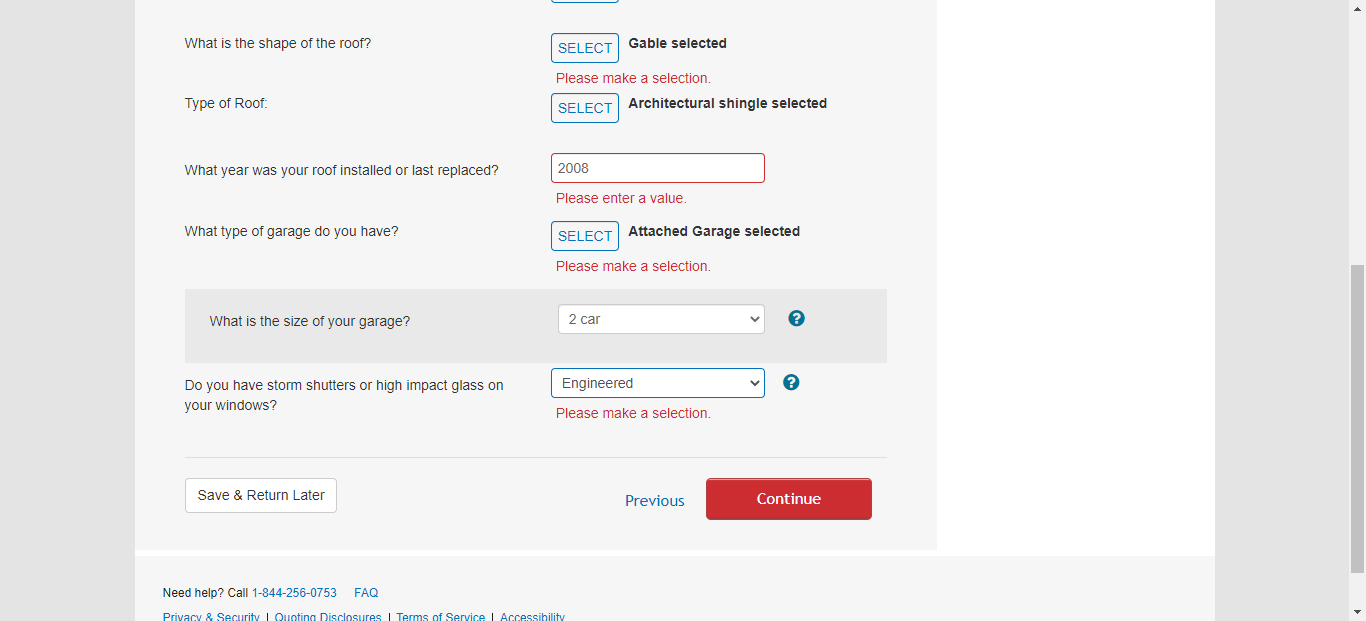 What is the shape of the roof?
SELECT
Gable selected
Please make a selection.
Type of Roof:
SELECT
Architectural shingle selected
What year was your roof installed or last replaced?
2008
Please enter a value.
What type of garage do you have?
SELECT
Attached Garage selected
Please make a selection.
What is the size of your garage?
2 car
?
Do you have storm shutters or high impact glass on
your windows?
Engineered
?
Please make a selection.
Save & Return Later
Previous
Continue
Need help? Call 1-844-256-0753 FAQ
Privacy & Security | Quoting Disclosures | Terms of Service | Accessibility